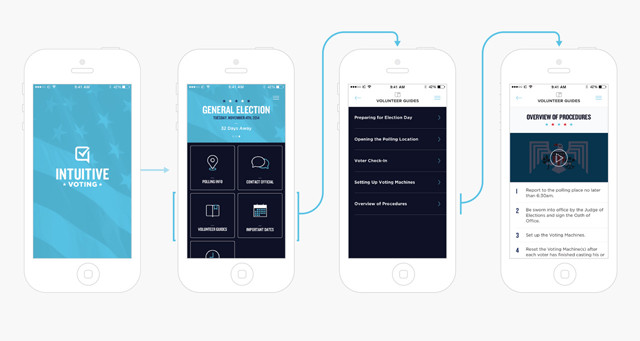 9:41 AM
42%
INTUITIVE
VOTING
9:41 AM
42%
GENERAL ELECTION
TUESDAY, NOVEMBER 4TH, 2014
32 Days Away
POLLING INFO
CONTACT OFFICIAL
VOLUNTEER GUIDES
IMPORTANT DATES
9:41 AM
42%
VOLUNTEER GUIDES
Preparing for Election Day
Opening the Polling Location
Voter Check-In
Setting Up Voting Machines
Overview of Procedures
9:41 AM
42%
VOLUNTEER GUIDES
OVERVIEW OF PROCEDURES
1 Report to the polling place no later
than 6:30am.
2 Be sworn into office by the Judge of
Elections and sign the Oath of
Office.
3 Set up the Voting Machines.
4 Reset the Voting Machine(s) after
each voter has finished casting his or